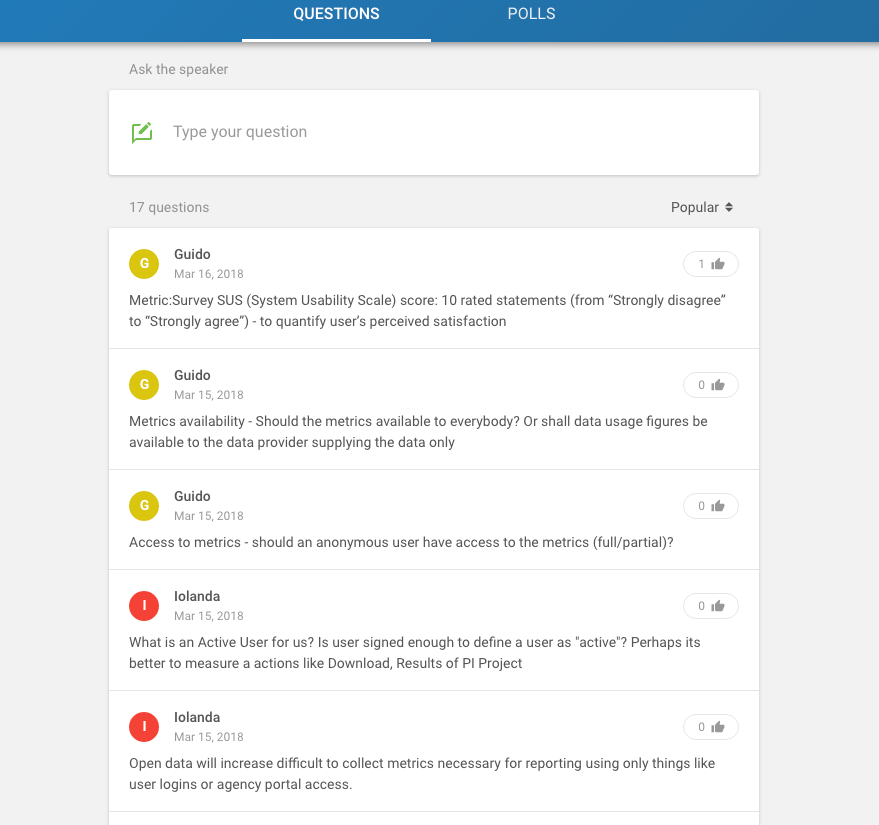 QUESTIONS
POLLS
Ask the speaker
Type your question
17 questions
Popular
G
Guido
Mar 16, 2018
1
Metric:Survey SUS (System Usability Scale) score: 10 rated statements (from “Strongly disagree”
to “Strongly agree”) - to quantify user’s perceived satisfaction
G
Guido
Mar 15, 2018
0
Metrics availability - Should the metrics available to everybody? Or shall data usage figures be
available to the data provider supplying the data only
G
Guido
Mar 15, 2018
0
Access to metrics - should an anonymous user have access to the metrics (full/partial)?
I
Iolanda
Mar 15, 2018
0
What is an Active User for us? Is user signed enough to define a user as "active"? Perhaps its
better to measure a actions like Download, Results of PI Project
I
Iolanda
Mar 15, 2018
0
Open data will increase difficult to collect metrics necessary for reporting using only things like
user logins or agency portal access.